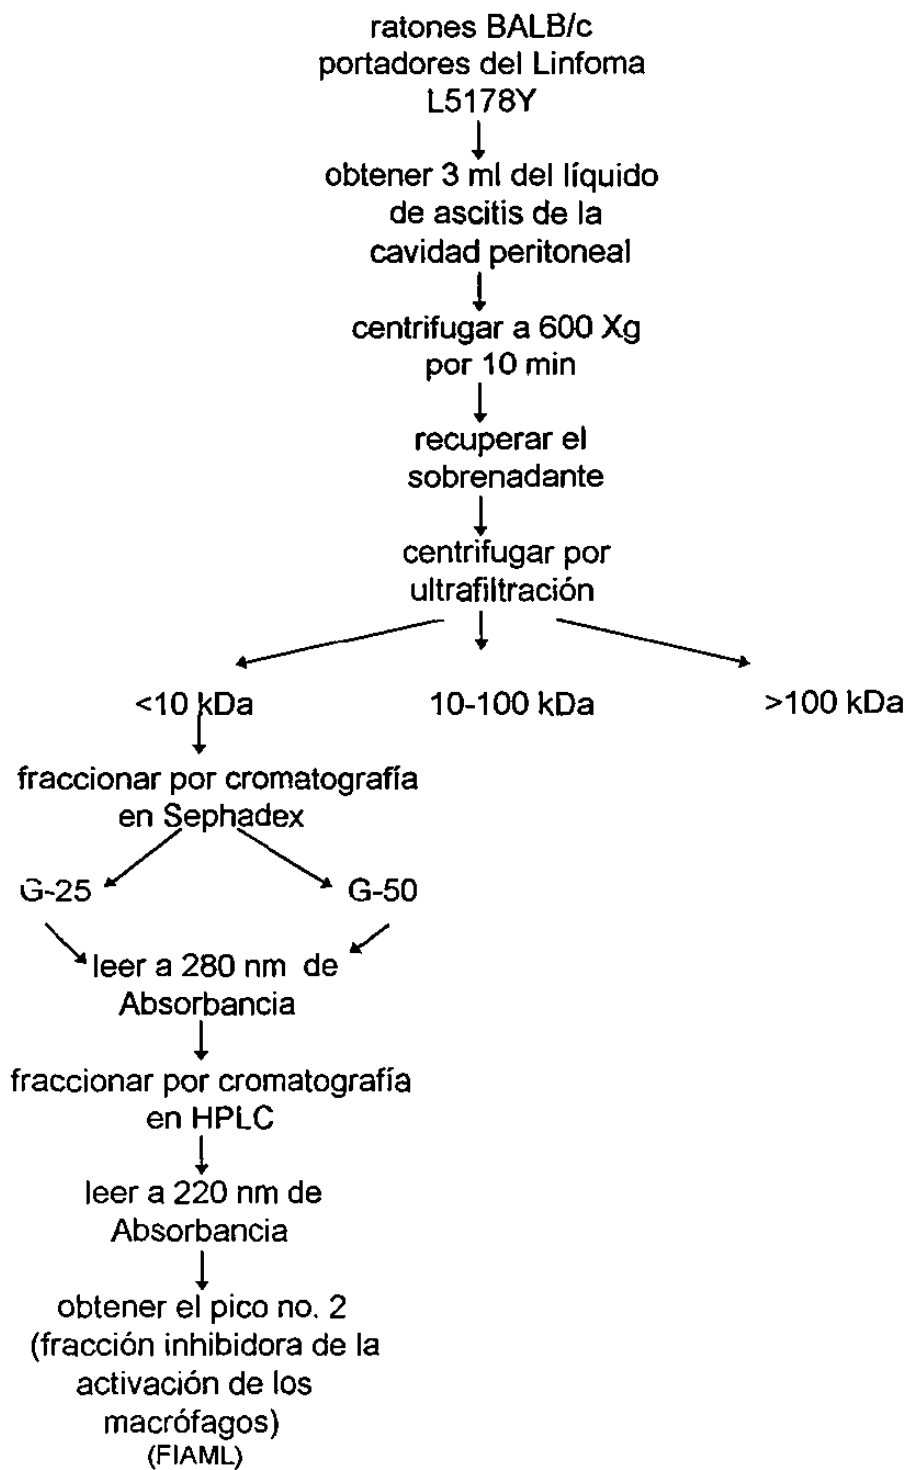 ratones BALB/c
portadores del Linfoma
L5178Y
obtener 3 ml del líquido
de ascitis de la
cavidad peritoneal
centrifugar a 600 Xg
por 10 min
recuperar el
sobrenadante
centrifugar por
ultrafiltración
<10 kDa
10-100 kDa
>100 kDa
fraccionar por cromatografía
en Sephadex
G-25
G-50
leer a 280 nm de
Absorbancia
fraccionar por cromatografía
en HPLC
leer a 220 nm de
Absorbancia
obtener el pico no. 2
(fracción inhibidora de la
activación de los
macrófagos)
(FIAML)